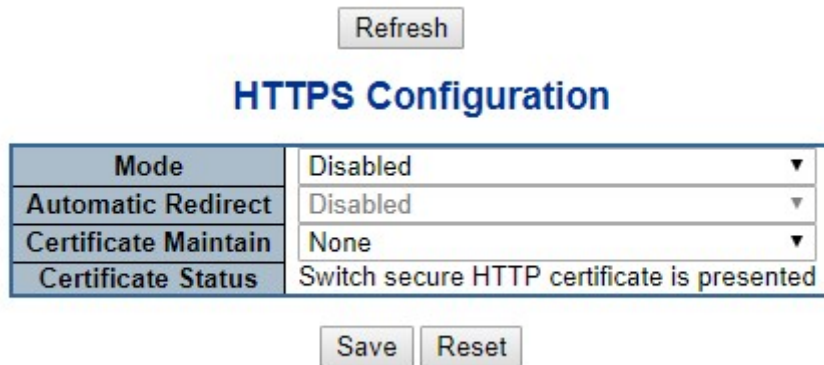 Refresh
HTTPS Configuration
Mode Disabled
Automatic Redirect Disabled
Certificate Maintain None
Certificate Status Switch secure HTTP certificate is presented
Save Reset